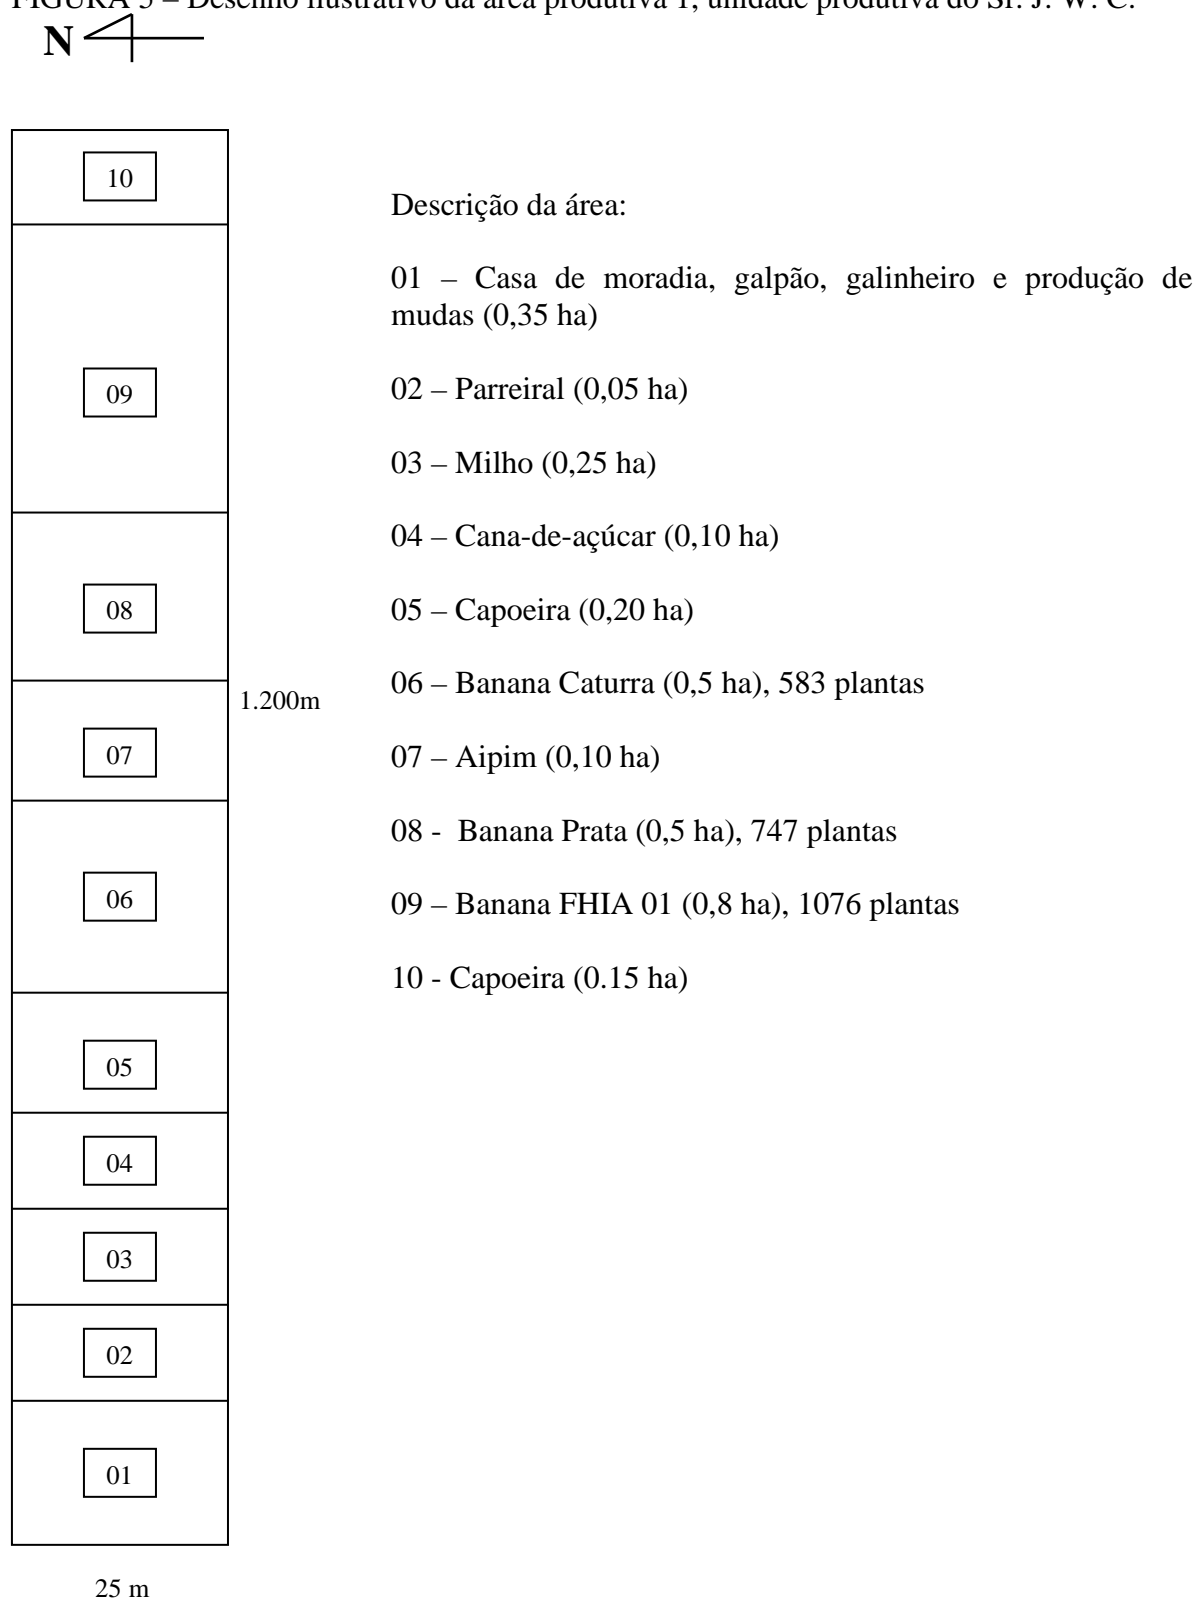 FIGURA 5 – Desenho ilustrativo da área produtiva 1, unidade produtiva do Sr. J. W. C.
N
10
Descrição da área:
01 – Casa de moradia, galpão, galinheiro e produção de
mudas (0,35 ha)
09
02 – Parreiral (0,05 ha)
03 – Milho (0,25 ha)
04 – Cana-de-açúcar (0,10 ha)
08
05 – Capoeira (0,20 ha)
06 – Banana Caturra (0,5 ha), 583 plantas
1.200m
07
07 – Aipim (0,10 ha)
08 - Banana Prata (0,5 ha), 747 plantas
06
09 – Banana FHIA 01 (0,8 ha), 1076 plantas
10 - Capoeira (0.15 ha)
05
04
03
02
01
25 m